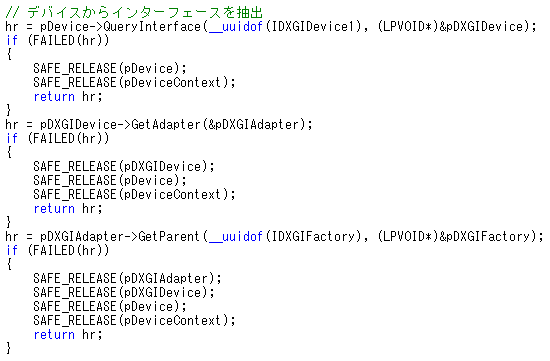 // デバイスからインターフェースを抽出
hr = pDevice->QueryInterface(__uuidof(IDXGIDevice1), (LPVOID*)&pDXGIDevice);
if (FAILED(hr))
{
    SAFE_RELEASE(pDevice);
    SAFE_RELEASE(pDeviceContext);
    return hr;
}
hr = pDXGIDevice->GetAdapter(&pDXGIAdapter);
if (FAILED(hr))
{
    SAFE_RELEASE(pDXGIDevice);
    SAFE_RELEASE(pDevice);
    SAFE_RELEASE(pDeviceContext);
    return hr;
}
hr = pDXGIAdapter->GetParent(__uuidof(IDXGIFactory), (LPVOID*)&pDXGIFactory);
if (FAILED(hr))
{
    SAFE_RELEASE(pDXGIAdapter);
    SAFE_RELEASE(pDXGIDevice);
    SAFE_RELEASE(pDevice);
    SAFE_RELEASE(pDeviceContext);
    return hr;
}